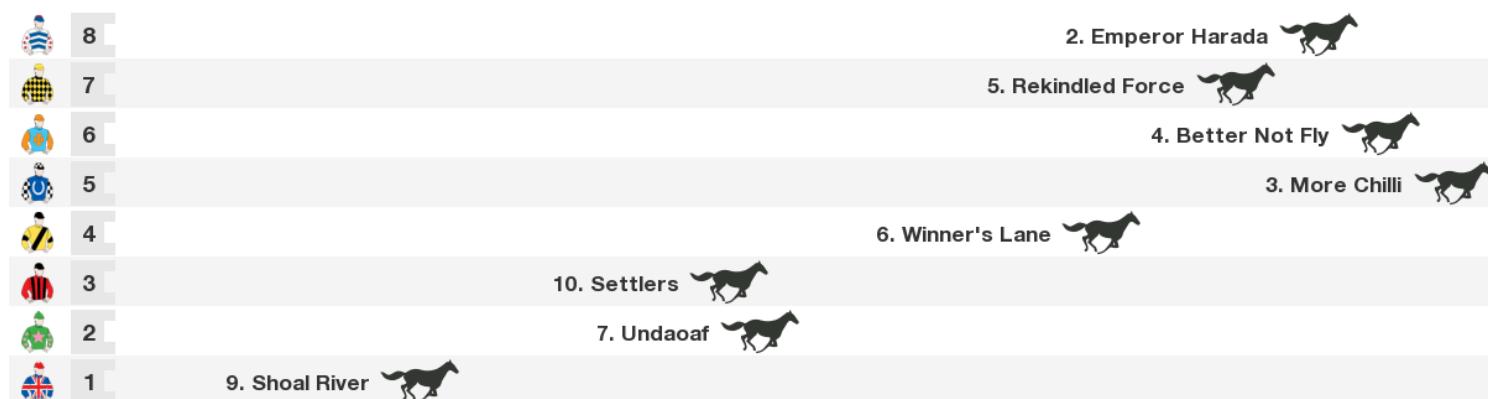 8 2. Emperor Harada
7 5. Rekindled Force
6 4. Better Not Fly
5 3. More Chilli
4 6. Winner's Lane
3 10. Settlers
2 7. Undaoaf
1 9. Shoal River